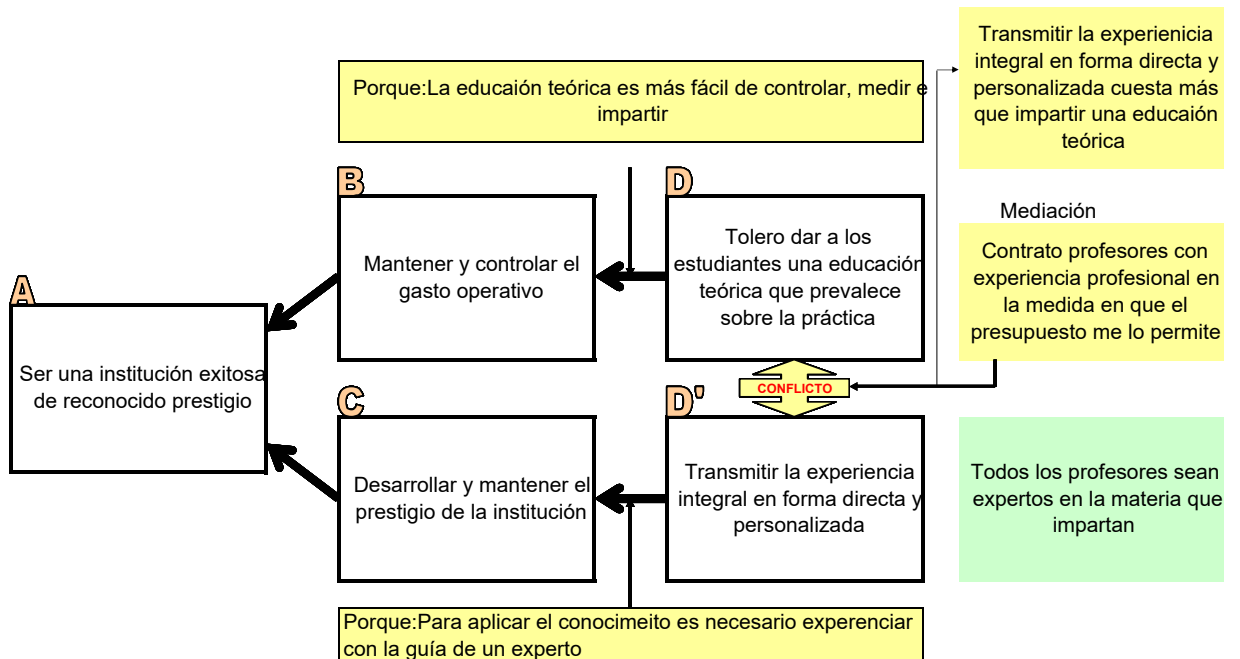 Transmitir la experienicia
integral en forma directa y
personalizada cuesta más
que impartir una educaión
teórica
Porque:La educaión teórica es más fácil de controlar, medir e
impartir
B
D
Mediación
Mantener y controlar el
gasto operativo
Tolero dar a los
estudiantes una educación
teórica que prevalece
sobre la práctica
Contrato profesores con
experiencia profesional en
la medida en que el
presupuesto me lo permite
A
Ser una institución exitosa
de reconocido prestigio
CONFLICTO
C
D'
Desarrollar y mantener el
prestigio de la institución
Transmitir la experiencia
integral en forma directa y
personalizada
Todos los profesores sean
expertos en la materia que
impartan
Porque:Para aplicar el conocimeito es necesario experenciar
con la guía de un experto